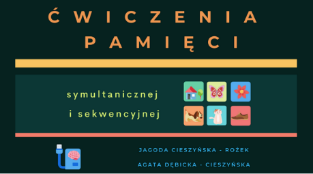 ĆWICZENIA
PAMIĘCI
symultanicznej
i sekwencyjnej
JAGODA CIESZYŃSKA - ROŻEK
AGATA DĘBICKA - CIESZYŃSKA